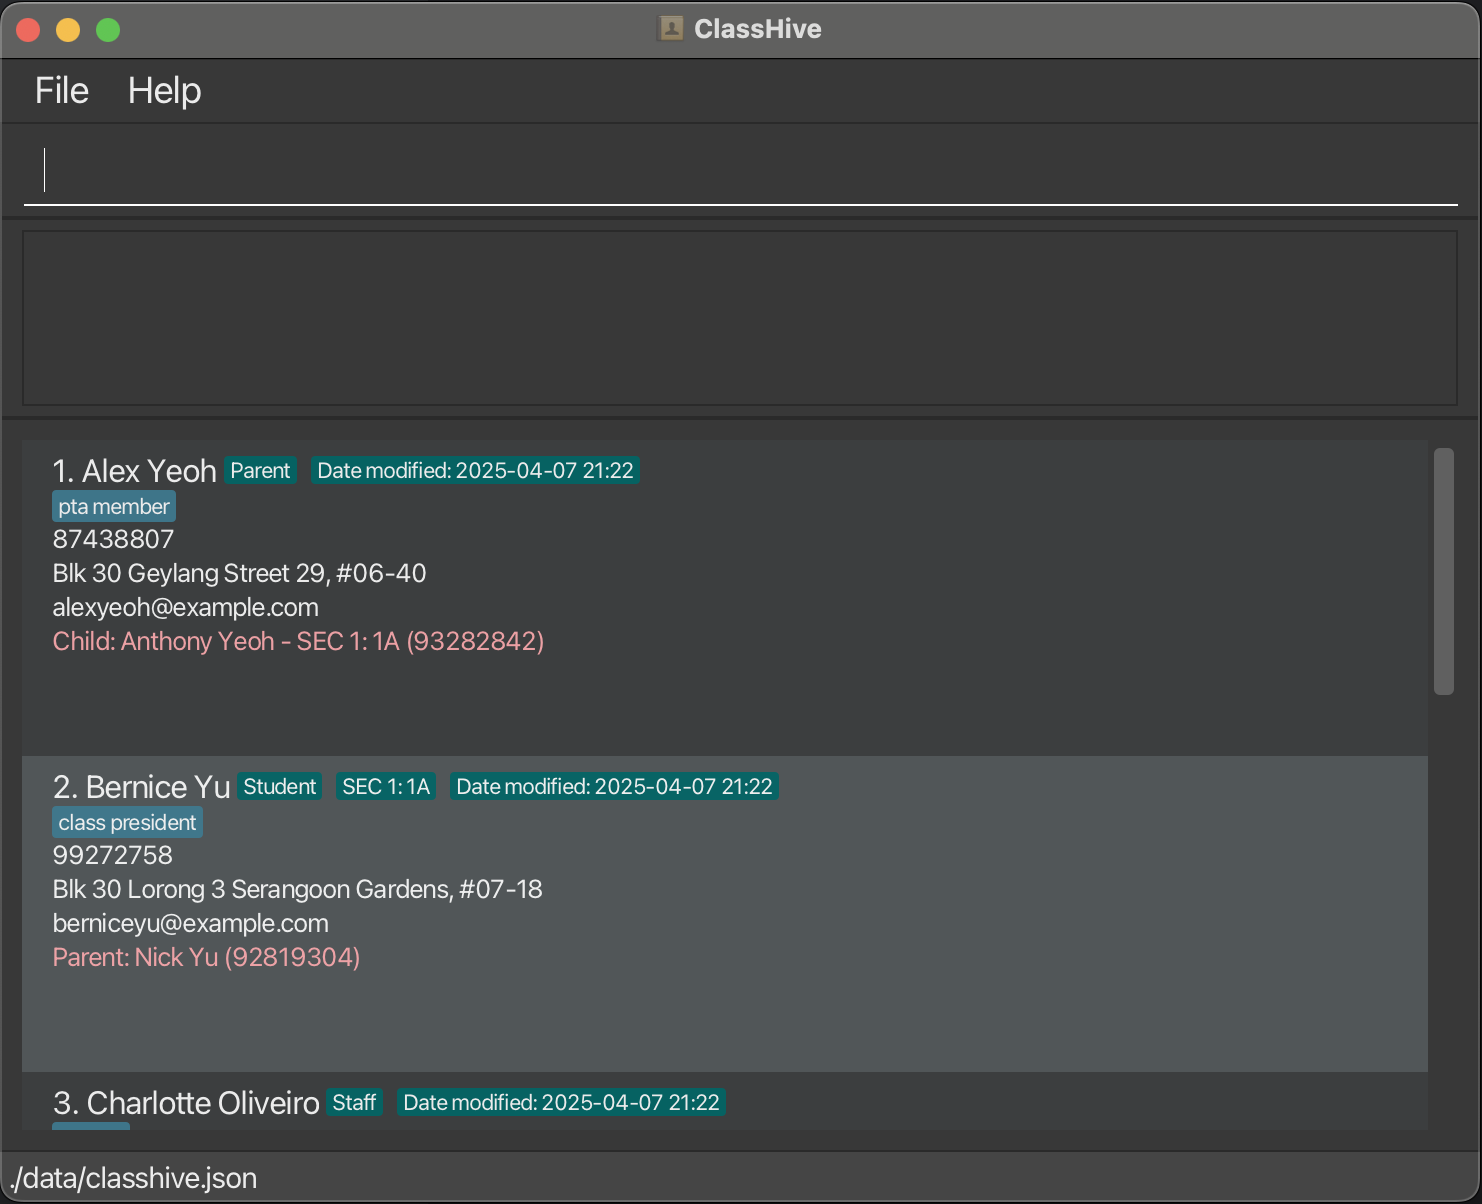 ClassHive
File Help
1. Alex Yeoh Parent Date modified: 2025-04-07 21:22
pta member
87438807
Blk 30 Geylang Street 29, #06-40
alexyeoh@example.com
Child: Anthony Yeoh - SEC 1: 1A (93282842)
2. Bernice Yu Student SEC 1: 1A Date modified: 2025-04-07 21:22
class president
99272758
Blk 30 Lorong 3 Serangoon Gardens, #07-18
berniceyu@example.com
Parent: Nick Yu (92819304)
3. Charlotte Oliveiro Staff Date modified: 2025-04-07 21:22
./data/classhive.json